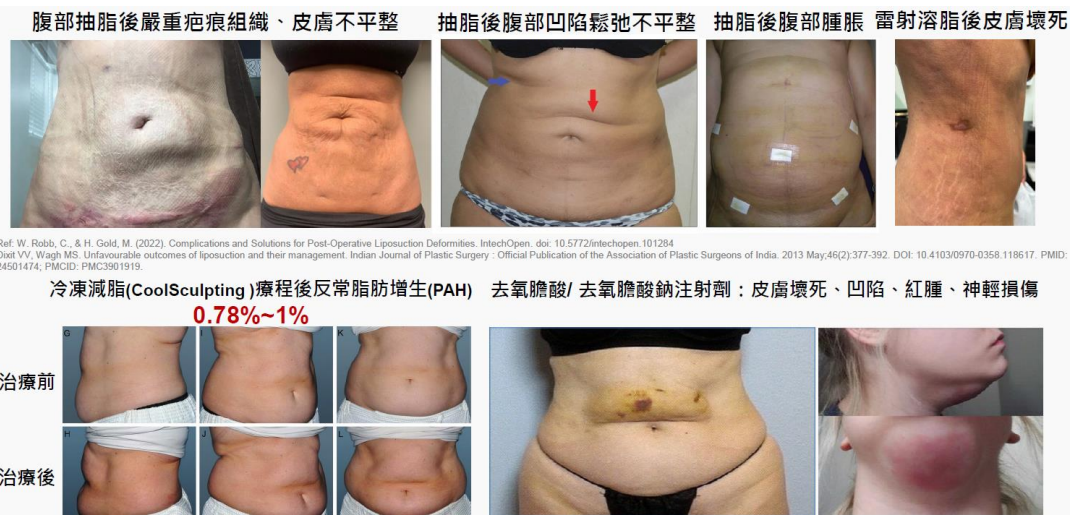 腹部抽脂後嚴重疤痕組織、皮膚不平整
抽脂後腹部凹陷鬆弛不平整
抽脂後腹部腫脹
雷射溶脂後皮膚壞死
Ref: W. Robb, C., & H. Gold, M. (2022). Complications and Solutions for Post-Operative Liposuction Deformities. IntechOpen. doi: 10.5772/intechopen.101284
Dixit VV, Wagh MS. Unfavourable outcomes of liposuction and their management. Indian Journal of Plastic Surgery : Official Publication of the Association of Plastic Surgeons of India. 2013 May;46(2):377-392. DOI: 10.4103/0970-0358.118617. PMID:
24501474; PMCID: PMC3901919.
冷凍減脂(CoolSculpting )療程後反常脂肪增生(PAH)
0.78%~1%
去氧膽酸/ 去氧膽酸鈉注射劑：皮膚壞死、凹陷、紅腫、神輕損傷
G
I
K
治療前
H
J
L
治療後